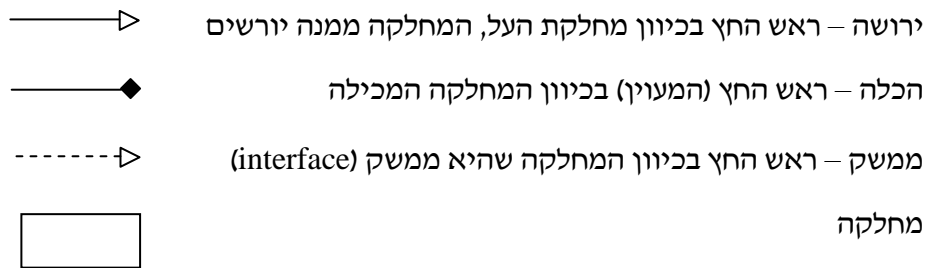 ירושה – ראש החץ בכיוון מחלקת העל, המחלקה ממנה יורשים
הכלה – ראש החץ (המעוין) בכיוון המחלקה המכילה
ממשק – ראש החץ בכיוון המחלקה שהיא ממשק (interface)
מחלקה